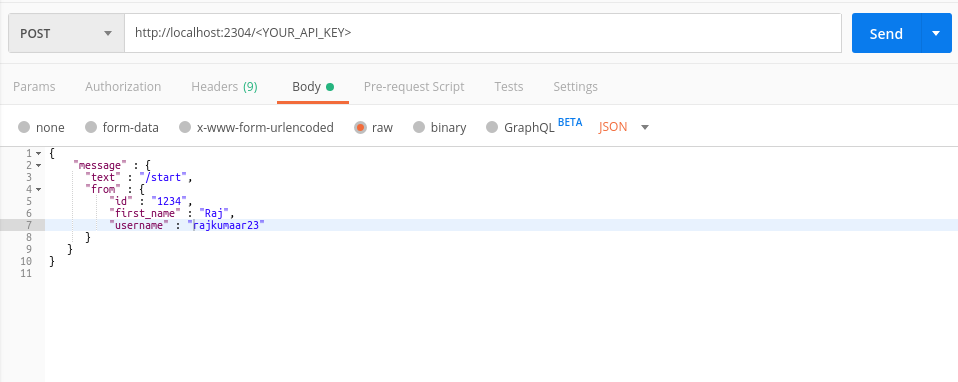 POST http://localhost:2304/<YOUR_API_KEY> Send
Params Authorization Headers (9) Body Pre-request Script Tests Settings
none form-data x-www-form-urlencoded raw binary GraphQL BETA JSON
1 {
2 "message" : {
3 "text" : "/start",
4 "from" : {
5 "id" : "1234",
6 "first_name" : "Raj",
7 "username" : "rajkumaar23"
8 }
9 }
10 }
11